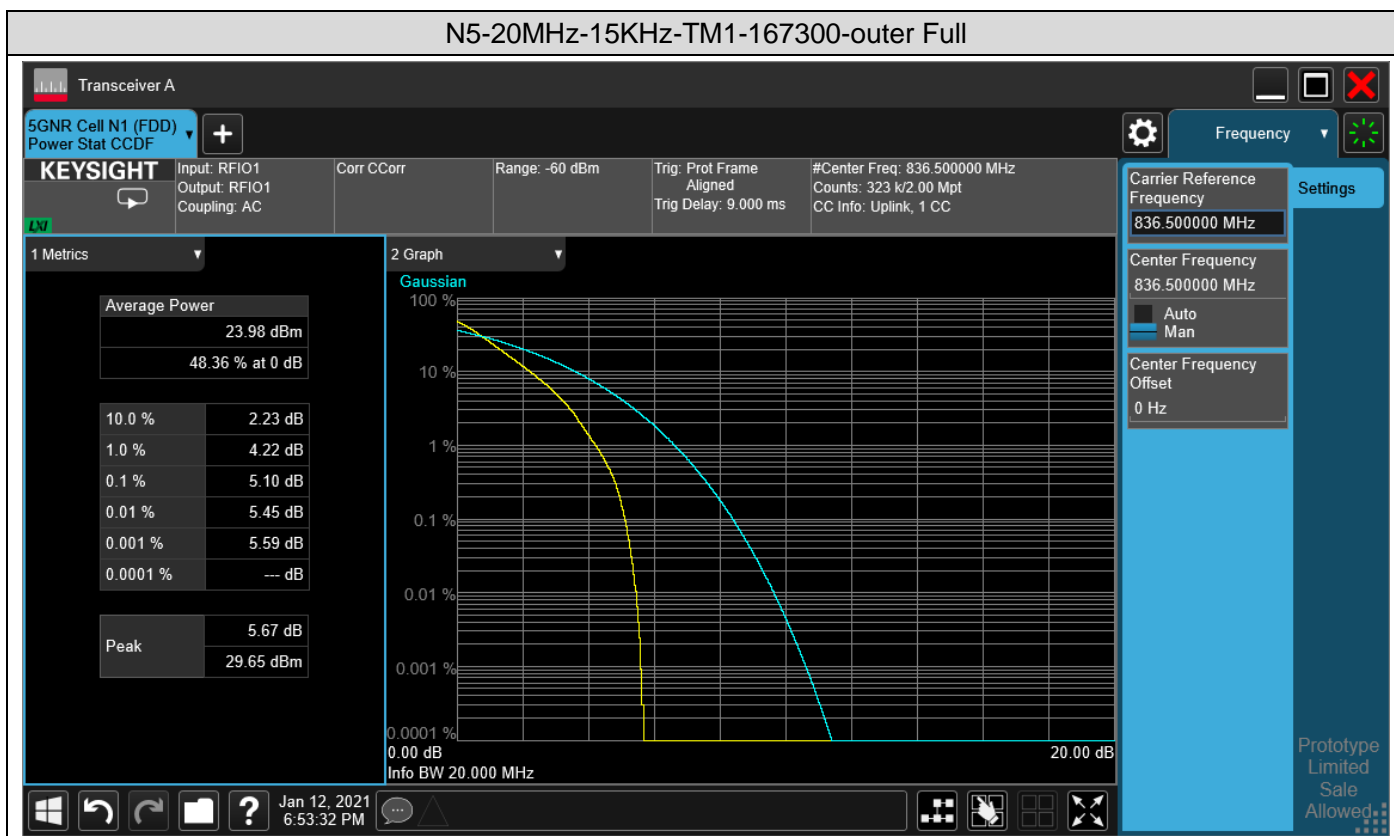 N5-20MHz-15KHz-TM1-167300-outer Full
Transceiver A
5GNR Cell N1 (FDD)
Power Stat CCDF
Frequency
KEYSIGHT
LXI
Input: RFIO1
Output: RFIO1
Coupling: AC
Corr CCorr
Range: -60 dBm
Trig: Prot Frame
Aligned
Trig Delay: 9.000 ms
#Center Freq: 836.500000 MHz
Counts: 323 k/2.00 Mpt
CC Info: Uplink, 1 CC
Carrier Reference
Frequency
836.500000 MHz
Settings
Center Frequency
836.500000 MHz
Auto
Man
Center Frequency
Offset
0 Hz
1 Metrics
Average Power
23.98 dBm
48.36 % at 0 dB
10.0 % 2.23 dB
1.0 % 4.22 dB
0.1 % 5.10 dB
0.01 % 5.45 dB
0.001 % 5.59 dB
0.0001 % --- dB
Peak
5.67 dB
29.65 dBm
2 Graph
Gaussian
100 %
10 %
1 %
0.1 %
0.01 %
0.001 %
0.0001 %
0.00 dB
20.00 dB
Info BW 20.000 MHz
Prototype
Limited
Sale
Allowed
?
Jan 12, 2021
6:53:32 PM